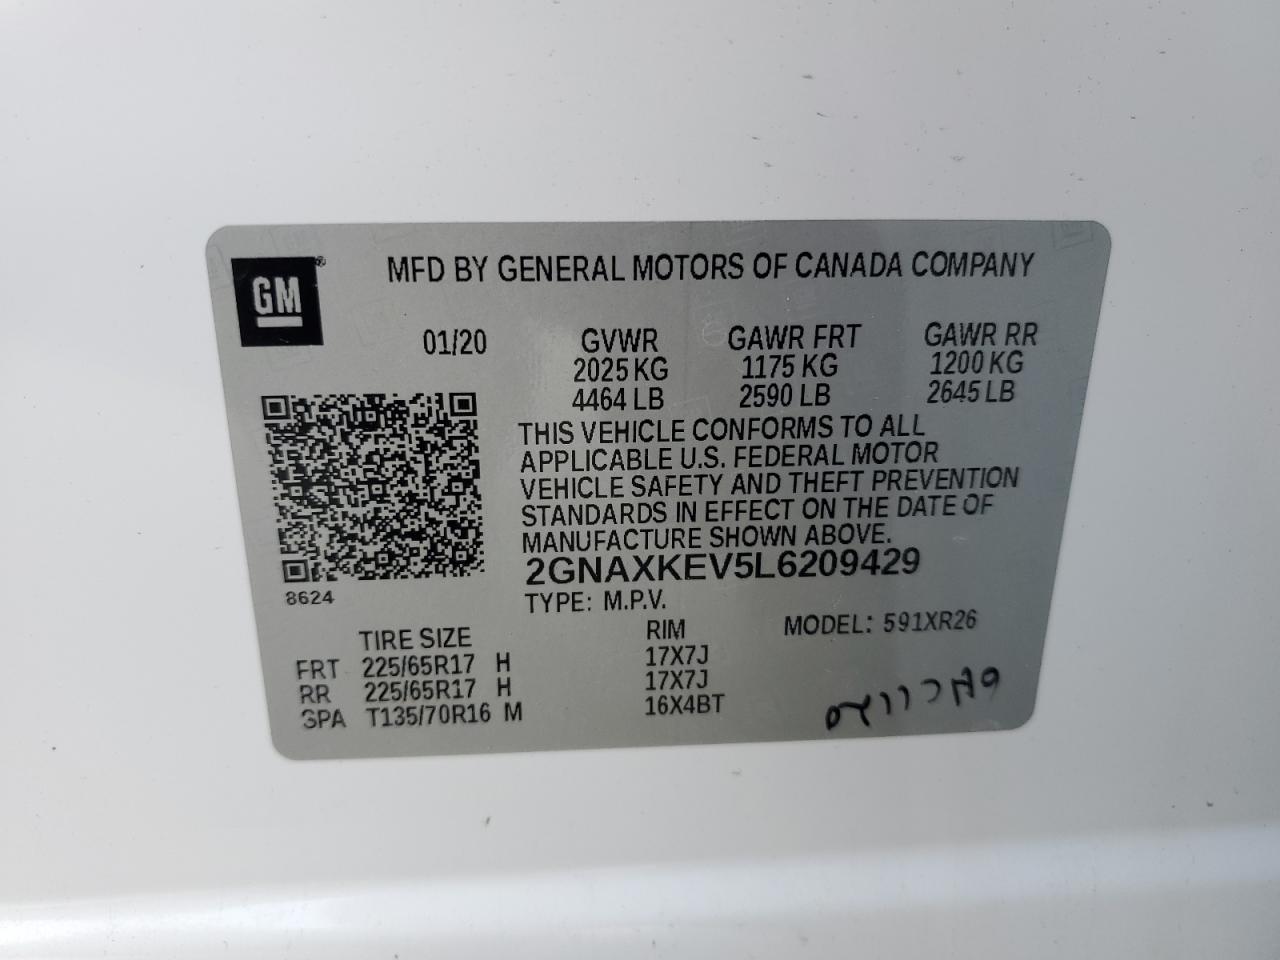 GM®
MFD BY GENERAL MOTORS OF CANADA COMPANY
01/20 GVWR GAWR FRT GAWR RR
2025 KG 1175 KG 1200 KG
4464 LB 2590 LB 2645 LB
THIS VEHICLE CONFORMS TO ALL
APPLICABLE U.S. FEDERAL MOTOR
VEHICLE SAFETY AND THEFT PREVENTION
STANDARDS IN EFFECT ON THE DATE OF
MANUFACTURE SHOWN ABOVE.
2GNAXKEV5L6209429
8624
TYPE: M.P.V.
TIRE SIZE RIM MODEL: 591XR26
FRT 225/65R17 H 17X7J
RR 225/65R17 H 17X7J
SPA T135/70R16 M 16X4BT